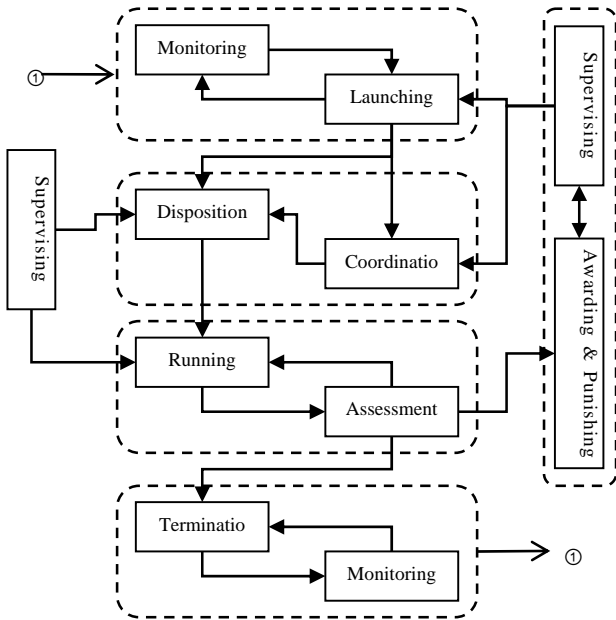 Monitoring
①
Launching
Supervising
Supervising
Disposition
Coordinatio
Awarding & Punishing
Running
Assessment
Terminatio
Monitoring
①